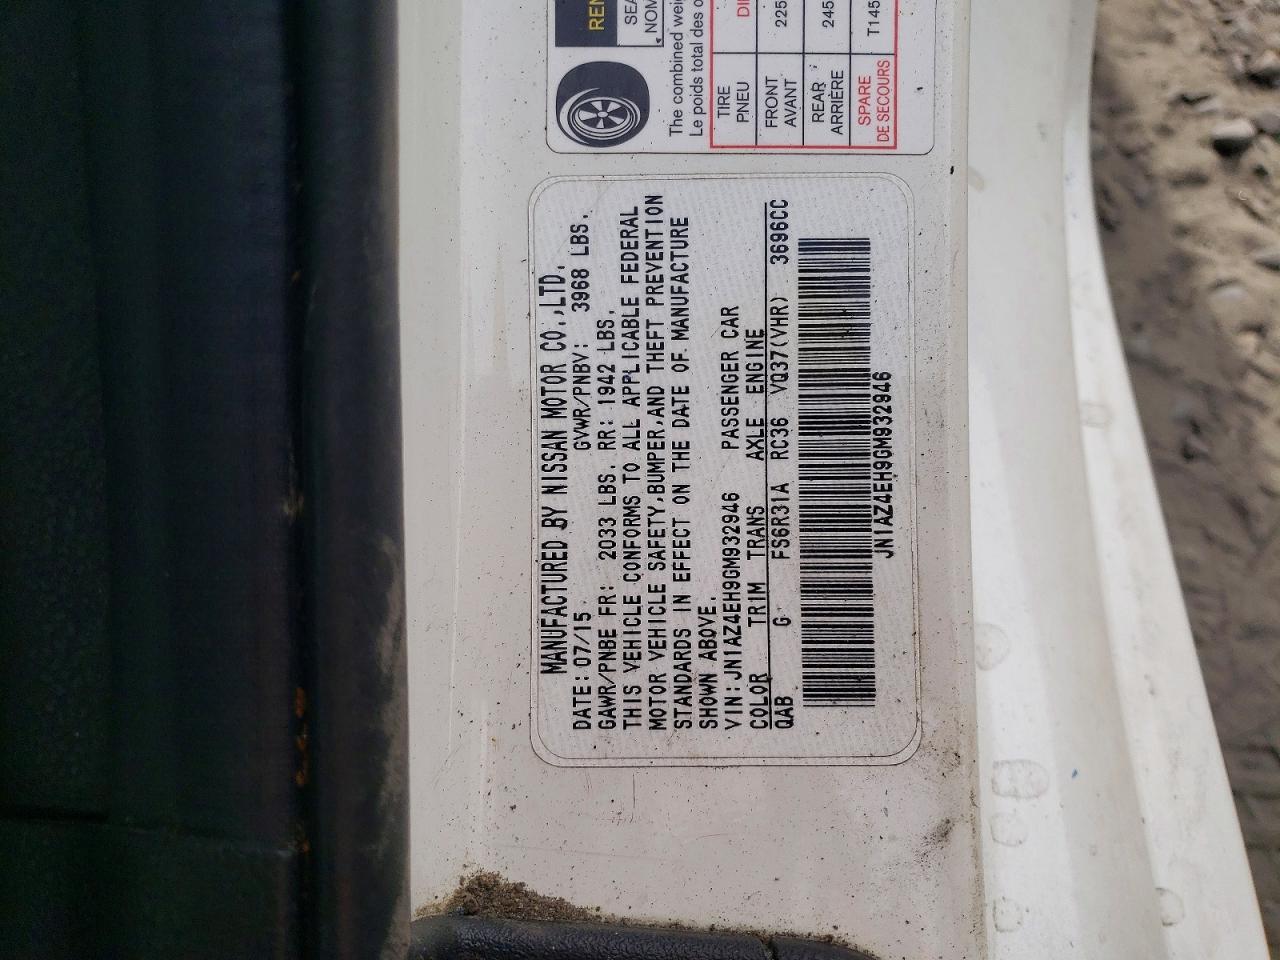 MANUFACTURED BY NISSAN MOTOR CO.,LTD.
DATE: 07/15 GVWR/PNBV: 3968 LBS.
GAWR/PNBE FR: 2033 LBS. RR: 1942 LBS.
THIS VEHICLE CONFORMS TO ALL APPLICABLE FEDERAL
MOTOR VEHICLE SAFETY,BUMPER,AND THEFT PREVENTION
STANDARDS IN EFFECT ON THE DATE OF MANUFACTURE
SHOWN ABOVE.
VIN:JN1AZ4EH9GM932946 PASSENGER CAR
COLOR TRIM TRANS AXLE ENGINE
QAB G FS6R31A RC36 VQ37(VHR) 3696CC
JN1AZ4EH9GM932946
The combined
Le poids total des
TIRE
PNEU
FRONT
AVANT
225
REAR
ARRIÈRE
245
SPARE
DE SECOURS
T145